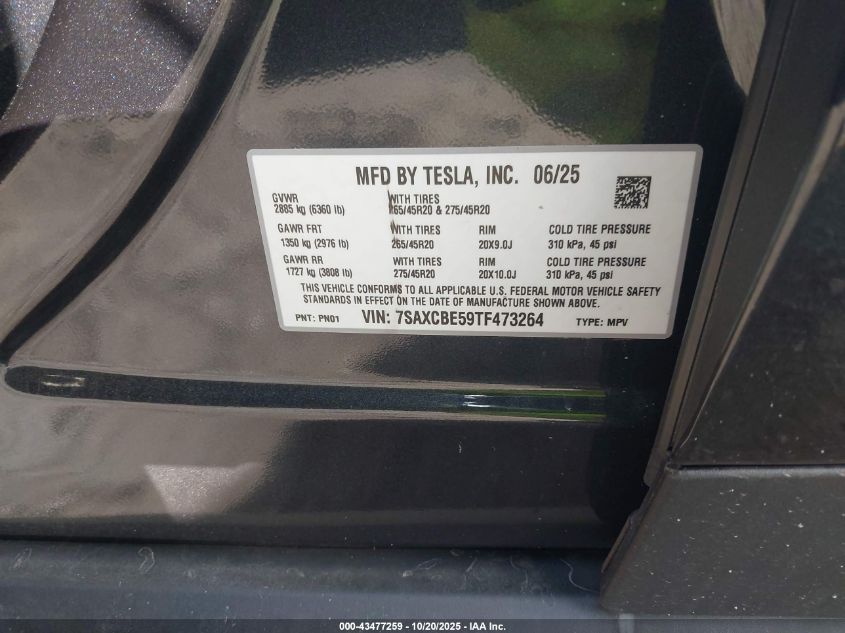 MFD BY TESLA, INC. 06/25
GVWR WITH TIRES
2885 kg (6360 lb) 265/45R20 & 275/45R20
GAWR FRT WITH TIRES RIM COLD TIRE PRESSURE
1350 kg (2976 lb) 265/45R20 20X9.0J 310 kPa, 45 psi
GAWR RR WITH TIRES RIM COLD TIRE PRESSURE
1727 kg (3808 lb) 275/45R20 20X10.0J 310 kPa, 45 psi
THIS VEHICLE CONFORMS TO ALL APPLICABLE U.S. FEDERAL MOTOR VEHICLE SAFETY
STANDARDS IN EFFECT ON THE DATE OF MANUFACTURE SHOWN ABOVE.
PNT: PN01 VIN: 7SAXCBE59TF473264 TYPE: MPV
000-43477259 | 10/20/2025 | IAA Inc.